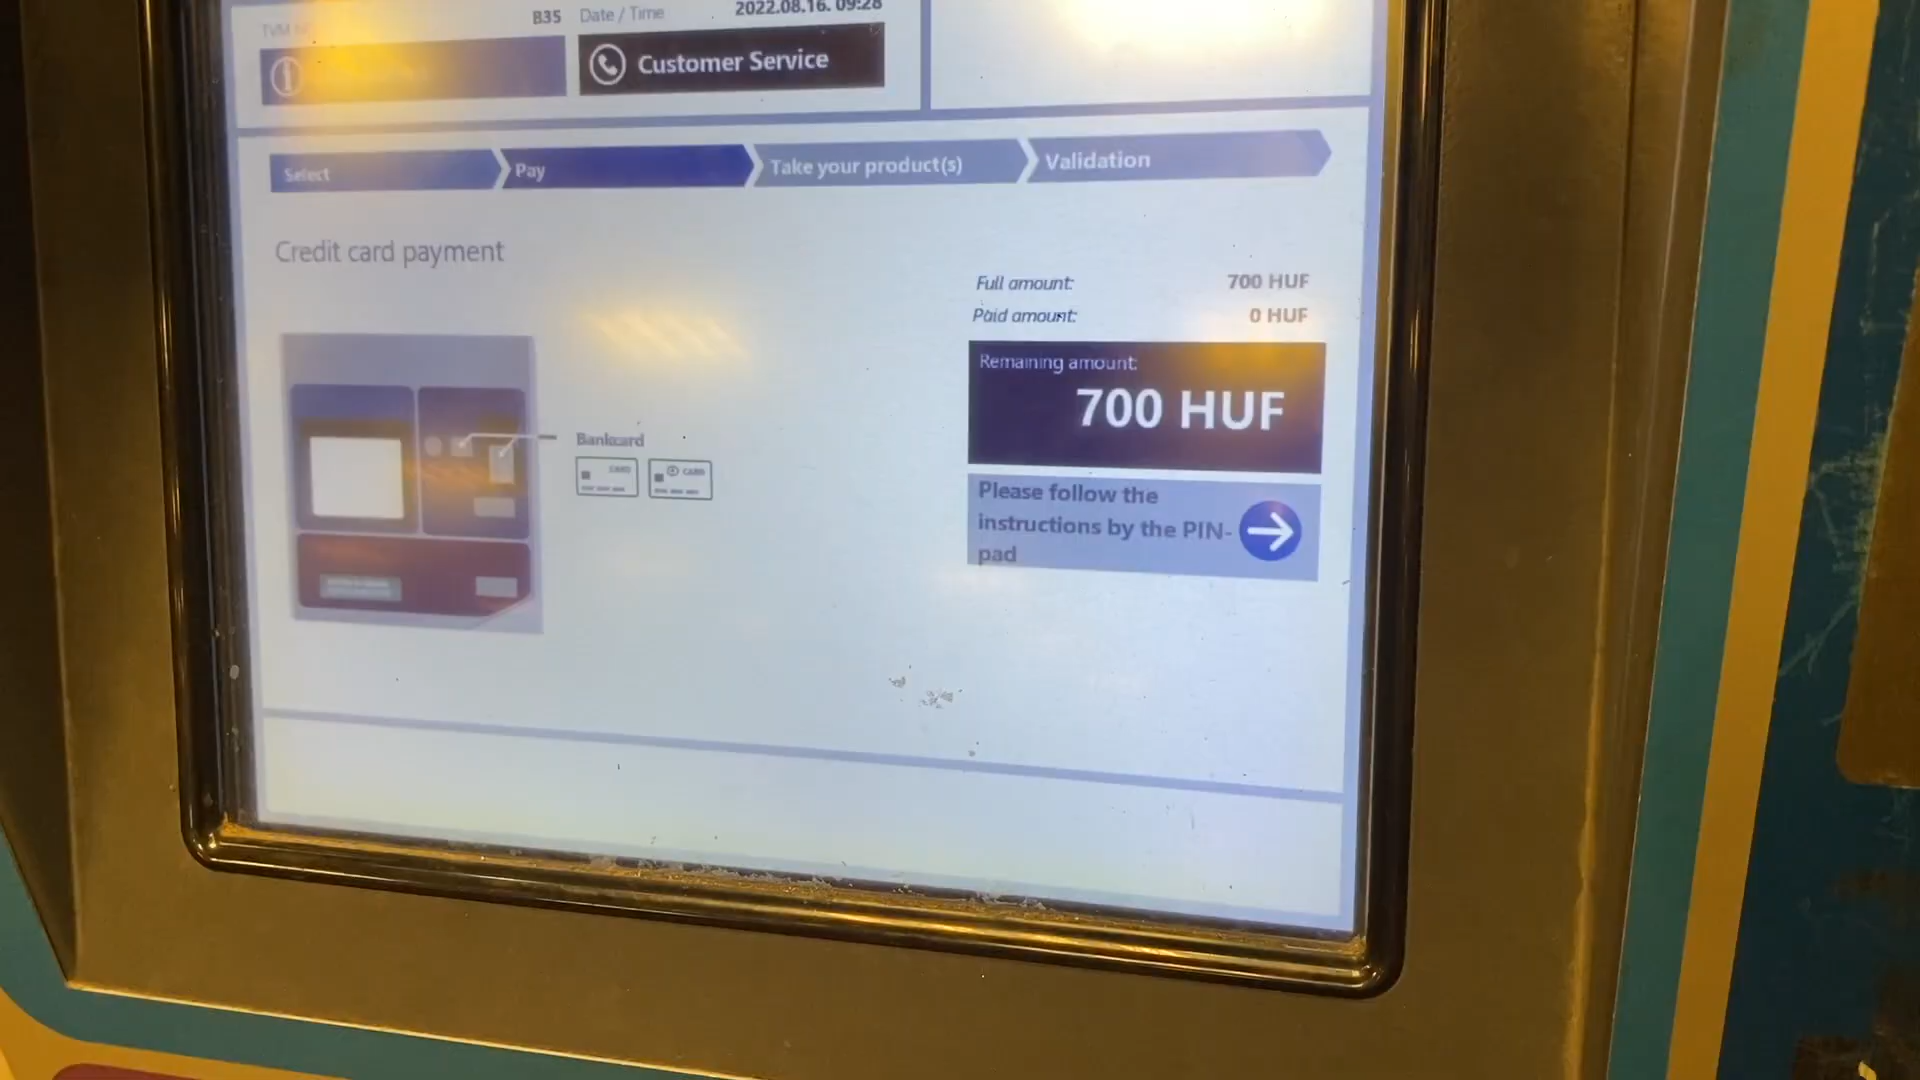 B35 Date / Time 2022.08.16. 09:28
Customer Service
Select Pay Take your product(s) Validation
Credit card payment
Full amount: 700 HUF
Paid amount: 0 HUF
Remaining amount:
700 HUF
Bankcard
CARD CARD
Please follow the
instructions by the PIN-
pad